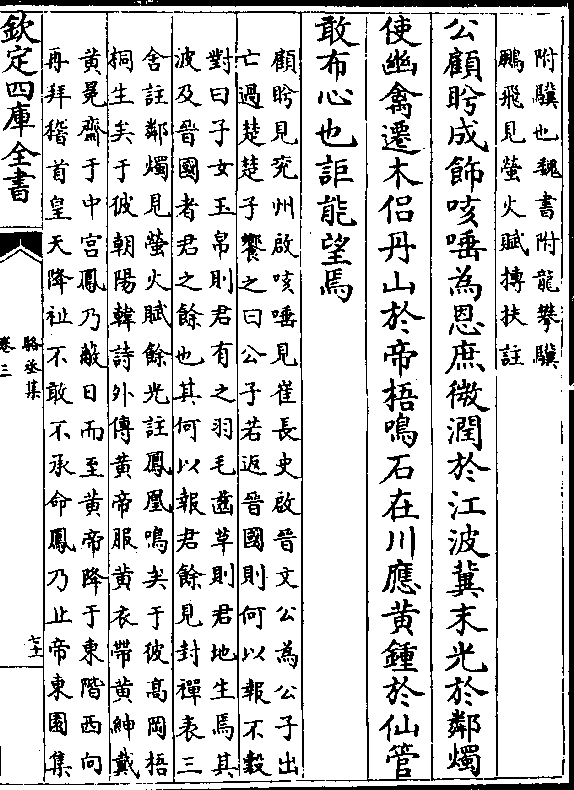 附驥也魏書附龍攀驥
鵬飛見螢火賦摶扶註
公顧盻成飾咳唾為恩庶微潤於江波冀末光於鄰燭
使幽禽遷木侣丹山於帝梧鳴石在川應黄鍾於仙管
敢布心也詎能望焉
顧盻見兖州啟咳唾見崔長史啟晉文公為公子出
亡過楚楚子饗之曰公子若返晉國則何以報不穀
對曰子女玉帛則君有之羽毛齒草則君地生焉其
波及晉國者君之餘也其何以報君餘見封禪表三
舍註鄰燭見螢火賦餘光註鳳凰鳴矣于彼髙岡梧
桐生矣于彼朝陽韓詩外傳黄帝服黄衣帶黄紳戴
黄冕齋于中宫鳳乃蔽日而至黄帝降于東階西向
再拜稽首皇天降祉不敢不承命鳳乃止帝東園集
欽定四庫全書
駱丞集
卷三